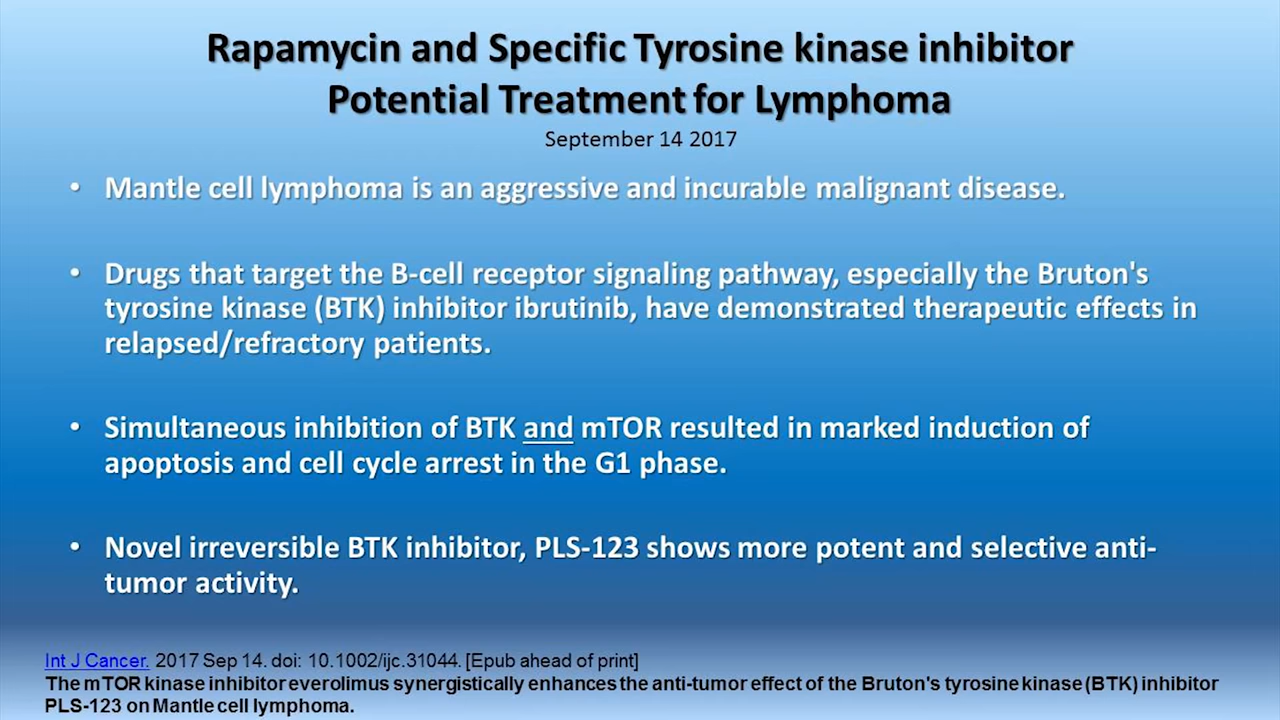 Rapamycin and Specific Tyrosine kinase inhibitor
Potential Treatment for Lymphoma
September 14 2017
• Mantle cell lymphoma is an aggressive and incurable malignant disease.
• Drugs that target the B-cell receptor signaling pathway, especially the Bruton's
tyrosine kinase (BTK) inhibitor ibrutinib, have demonstrated therapeutic effects in
relapsed/refractory patients.
• Simultaneous inhibition of BTK and mTOR resulted in marked induction of
apoptosis and cell cycle arrest in the G1 phase.
• Novel irreversible BTK inhibitor, PLS-123 shows more potent and selective anti-
tumor activity.
Int J Cancer. 2017 Sep 14. doi: 10.1002/ijc.31044. [Epub ahead of print]
The mTOR kinase inhibitor everolimus synergistically enhances the anti-tumor effect of the Bruton's tyrosine kinase (BTK) inhibitor
PLS-123 on Mantle cell lymphoma.